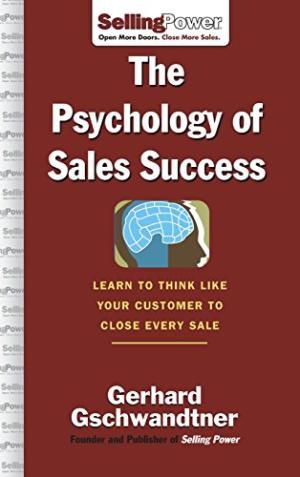 SellingPower
Open More Doors. Close More Sales.
The
Psychology of
Sales Success
LEARN TO THINK LIKE
YOUR CUSTOMER TO
CLOSE EVERY SALE
Gerhard
Gschwandtner
Founder and Publisher of Selling Power